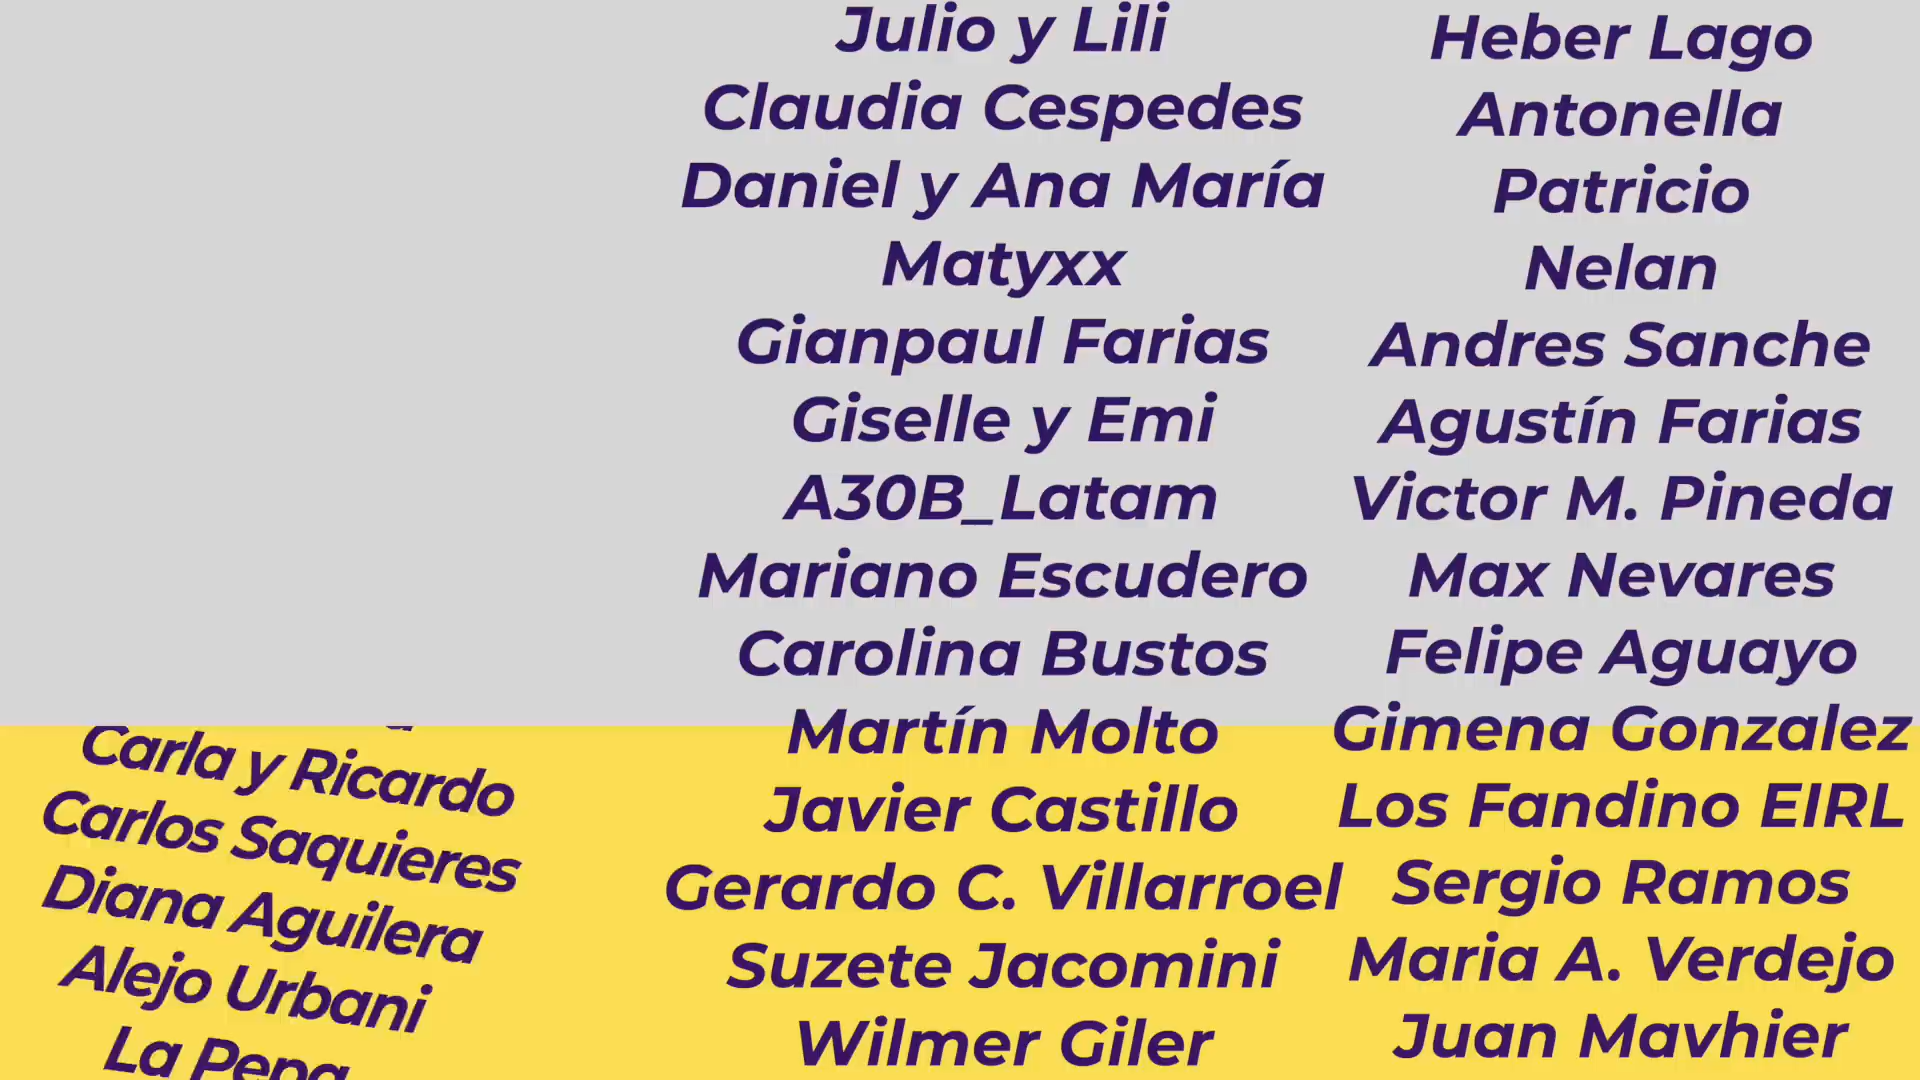 Carla y Ricardo
Carlos Saquieres
Diana Aguilera
Alejo Urbani
La Pepa
Julio y Lili
Claudia Cespedes
Daniel y Ana María
Matyxx
Gianpaul Farias
Giselle y Emi
A30B_Latam
Mariano Escudero
Carolina Bustos
Martín Molto
Javier Castillo
Gerardo C. Villarroel
Suzete Jacomini
Wilmer Giler
Heber Lago
Antonella
Patricio
Nelan
Andres Sanche
Agustín Farias
Victor M. Pineda
Max Nevares
Felipe Aguayo
Gimena Gonzalez
Los Fandino EIRL
Sergio Ramos
Maria A. Verdejo
Juan Mavhier